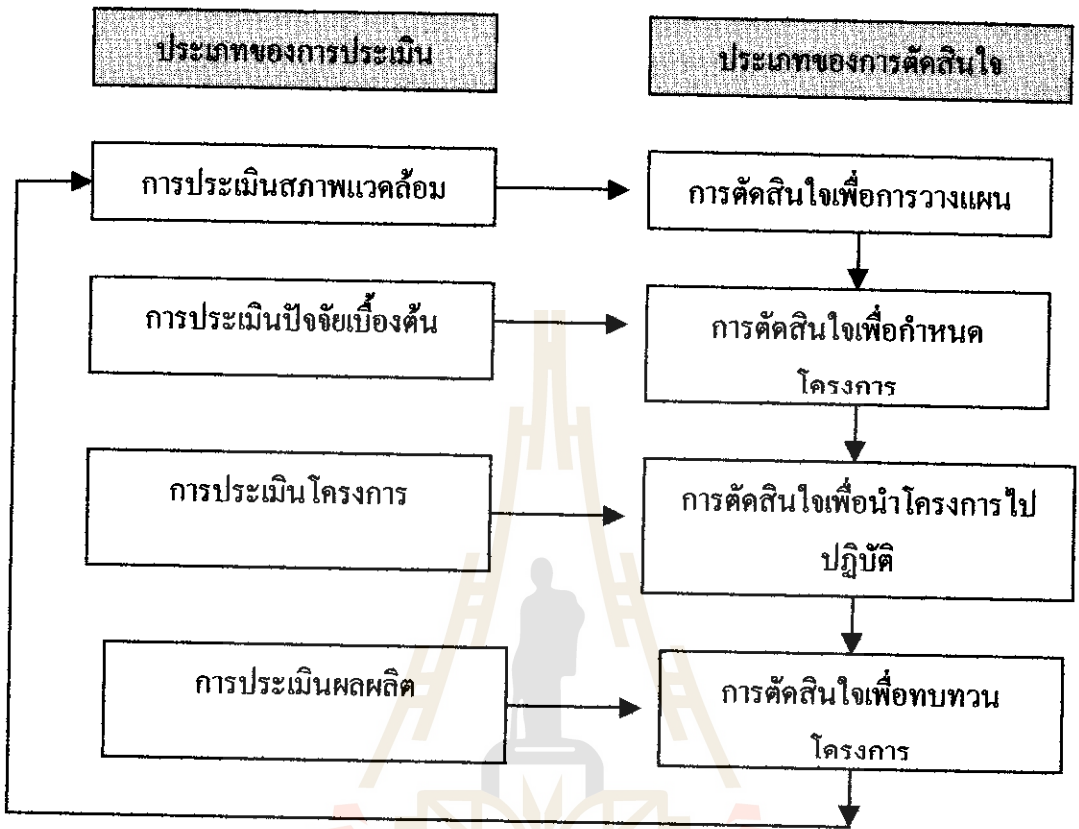 ประเภทของการประเมิน
ประเภทของการตัดสินใจ
การประเมินสภาพแวดล้อม
การตัดสินใจเพื่อการวางแผน
การประเมินปัจจัยเบื้องต้น
การตัดสินใจเพื่อกำหนด
โครงการ
การประเมินโครงการ
การตัดสินใจเพื่อนำโครงการไป
ปฏิบัติ
การประเมินผลผลิต
การตัดสินใจเพื่อทบทวน
โครงการ